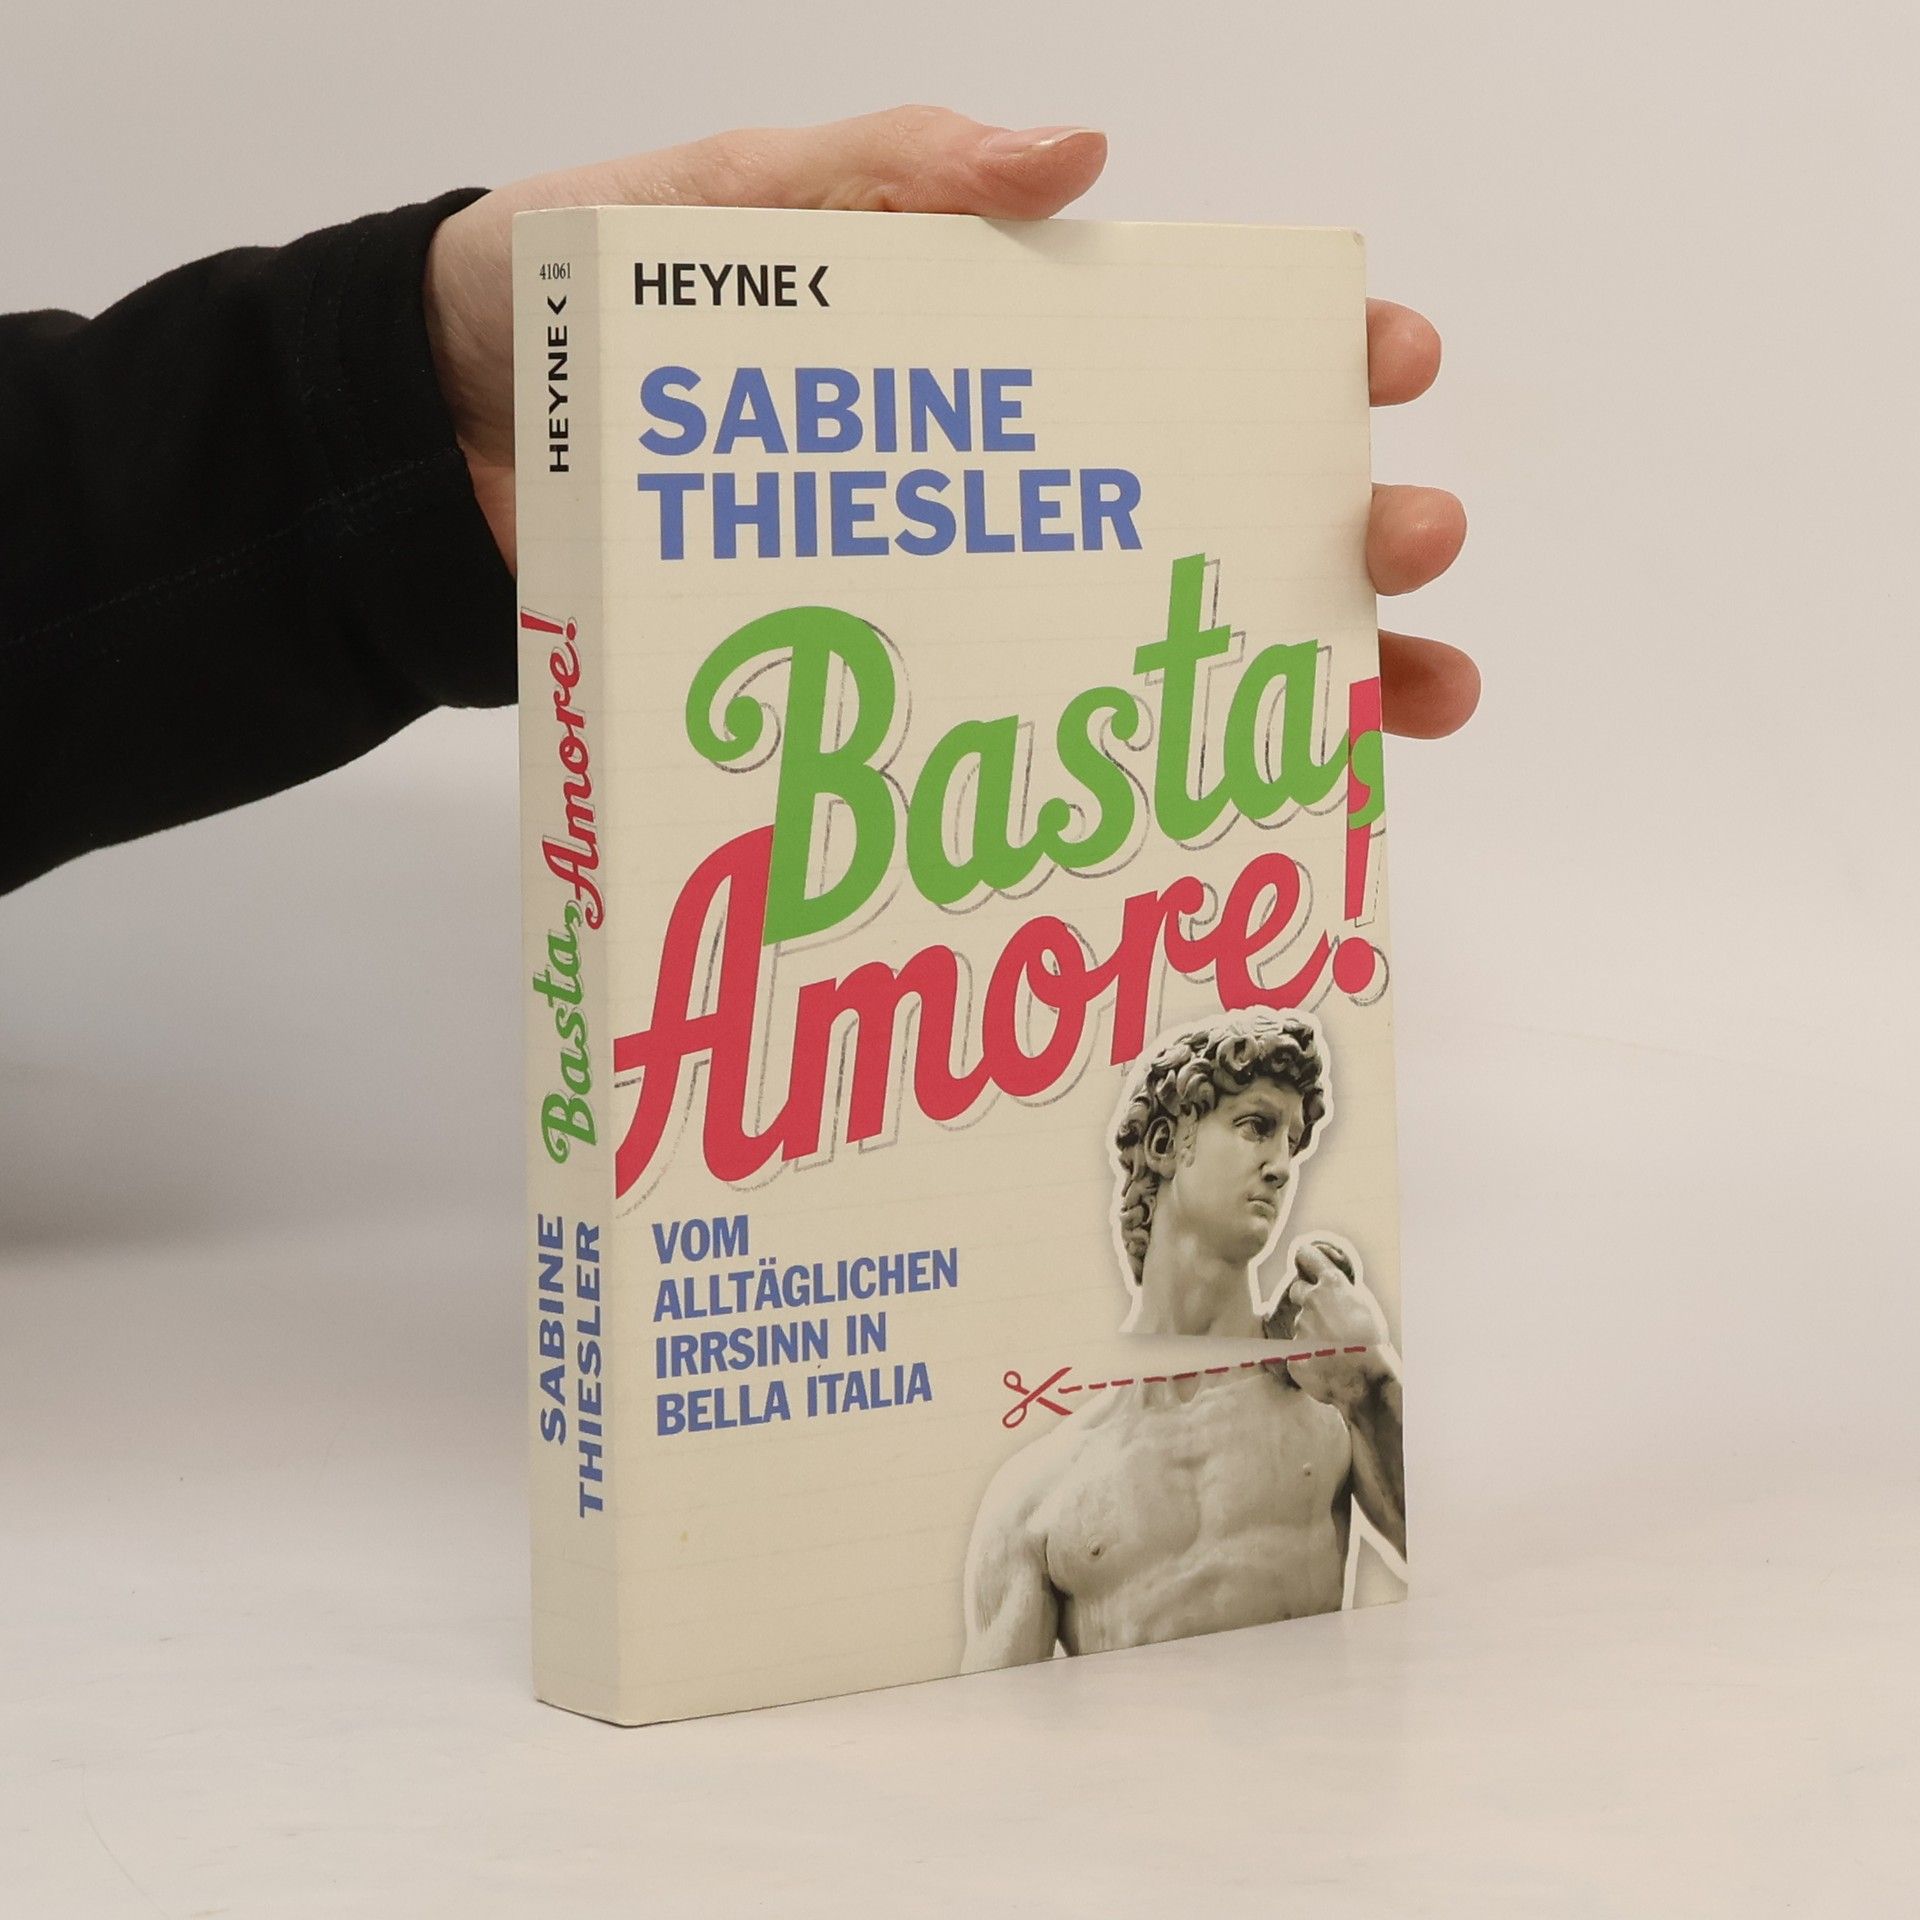 41061
HEYNE<
Basta, Amore!
SABINE
THIESLER
HEYNE<
SABINE
THIESLER
Basta,
Amore!
VOM
ALLTÄGLICHEN
IRRSINN IN
BELLA ITALIA